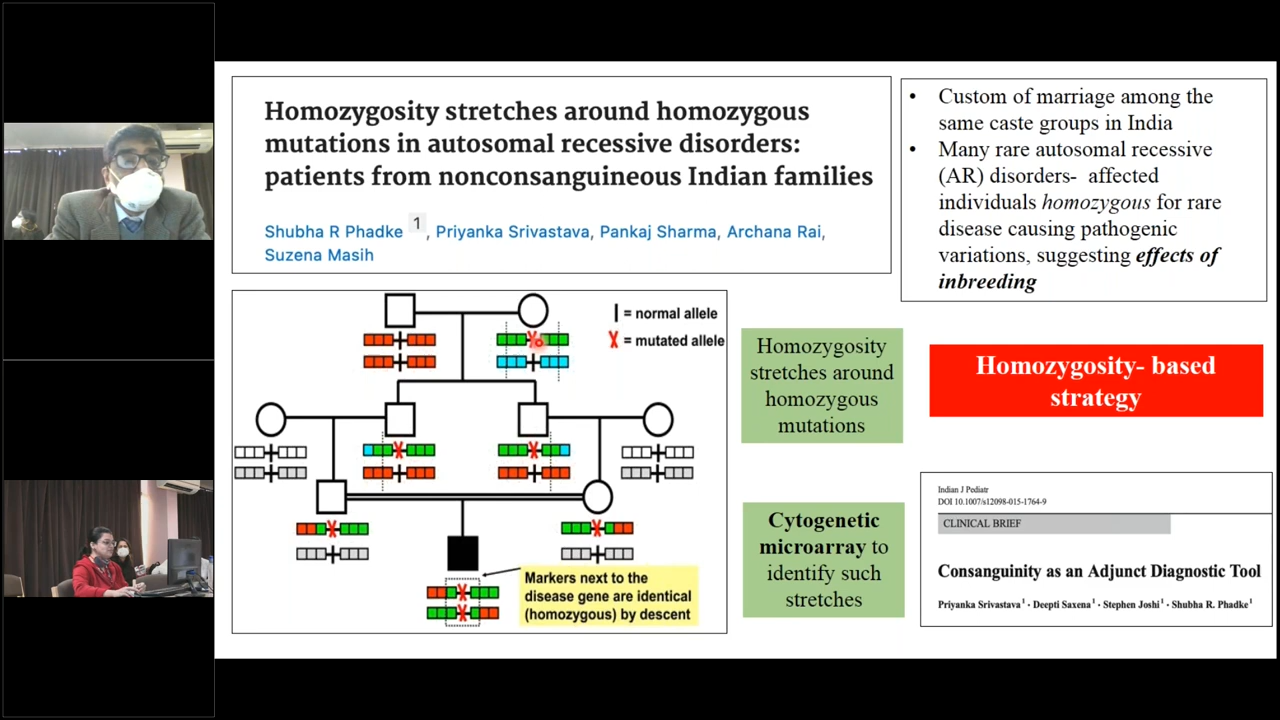 Homozygosity stretches around homozygous
mutations in autosomal recessive disorders:
patients from nonconsanguineous Indian families
Shubha R Phadke 1 , Priyanka Srivastava, Pankaj Sharma, Archana Rai,
Suzena Masih
• Custom of marriage among the
same caste groups in India
• Many rare autosomal recessive
(AR) disorders- affected
individuals homozygous for rare
disease causing pathogenic
variations, suggesting effects of
inbreeding
= normal allele
= mutated allele
Markers next to the
disease gene are identical
(homozygous) by descent
Homozygosity
stretches around
homozygous
mutations
Homozygosity- based
strategy
Cytogenetic
microarray to
identify such
stretches
Indian J Pediatr
DOI 10.1007/s12098-015-1764-9
CLINICAL BRIEF
Consanguinity as an Adjunct Diagnostic Tool
Priyanka Srivastava1 · Deepti Saxena1 · Stephen Joshi1 · Shubha R. Phadke1